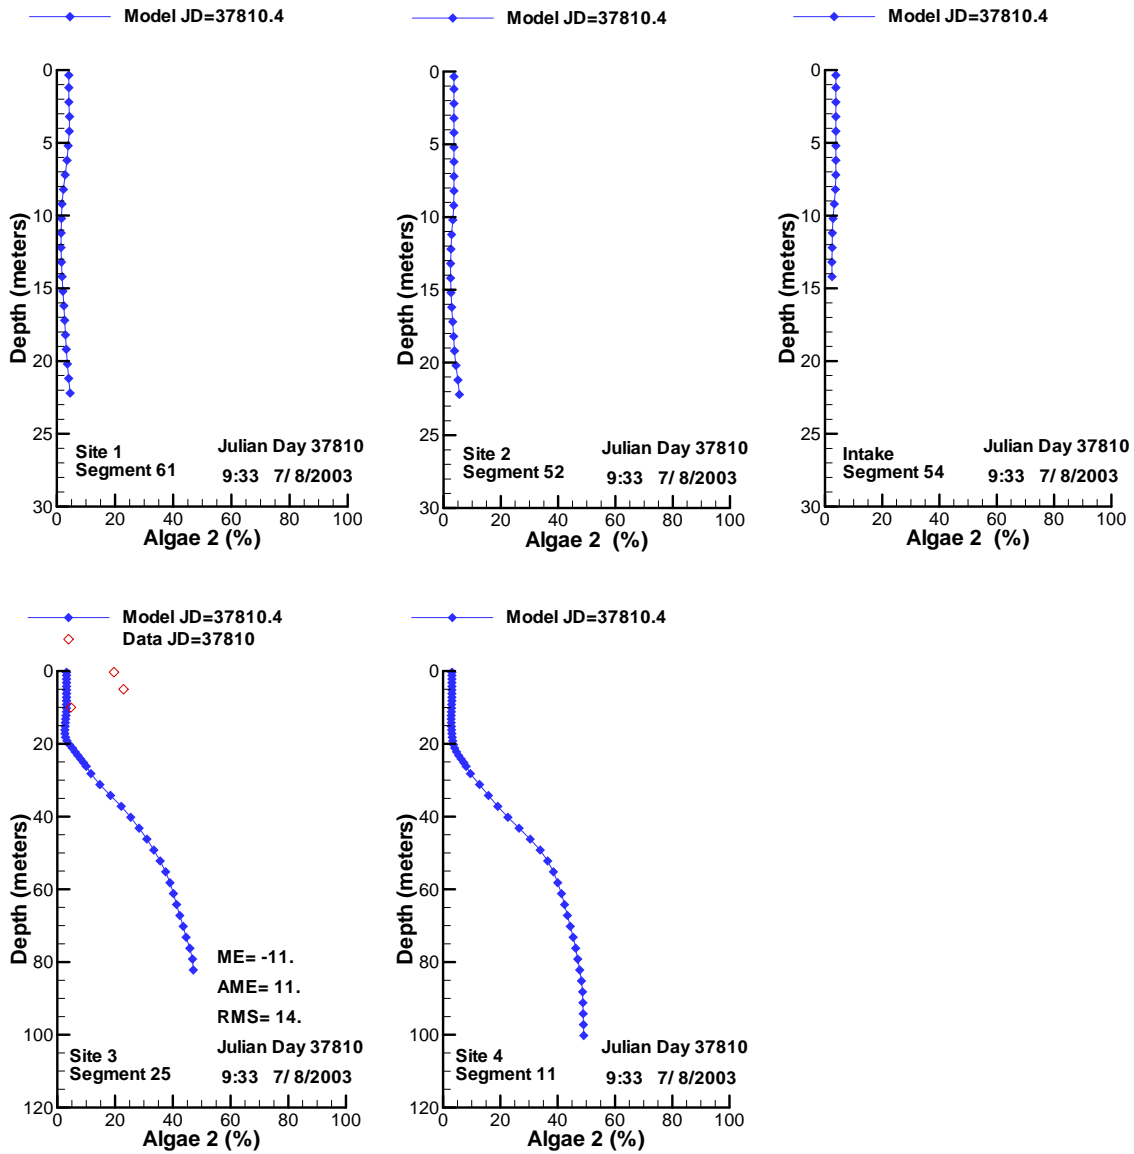 Model JD=37810.4
0
5
10
15
20
25
30
0 20 40 60 80 100
Depth (meters)
Algae 2 (%)
Site 1
Segment 61
Julian Day 37810
9:33 7/ 8/2003
Model JD=37810.4
0
5
10
15
20
25
30
0 20 40 60 80 100
Depth (meters)
Algae 2 (%)
Site 2
Segment 52
Julian Day 37810
9:33 7/ 8/2003
Model JD=37810.4
0
5
10
15
20
25
30
0 20 40 60 80 100
Depth (meters)
Algae 2 (%)
Intake
Segment 54
Julian Day 37810
9:33 7/ 8/2003
Model JD=37810.4
Data JD=37810
0
20
40
60
80
100
120
0 20 40 60 80 100
Depth (meters)
Algae 2 (%)
ME= -11.
AME= 11.
RMS= 14.
Site 3
Segment 25
Julian Day 37810
9:33 7/ 8/2003
Model JD=37810.4
0
20
40
60
80
100
120
0 20 40 60 80 100
Depth (meters)
Algae 2 (%)
Site 4
Segment 11
Julian Day 37810
9:33 7/ 8/2003